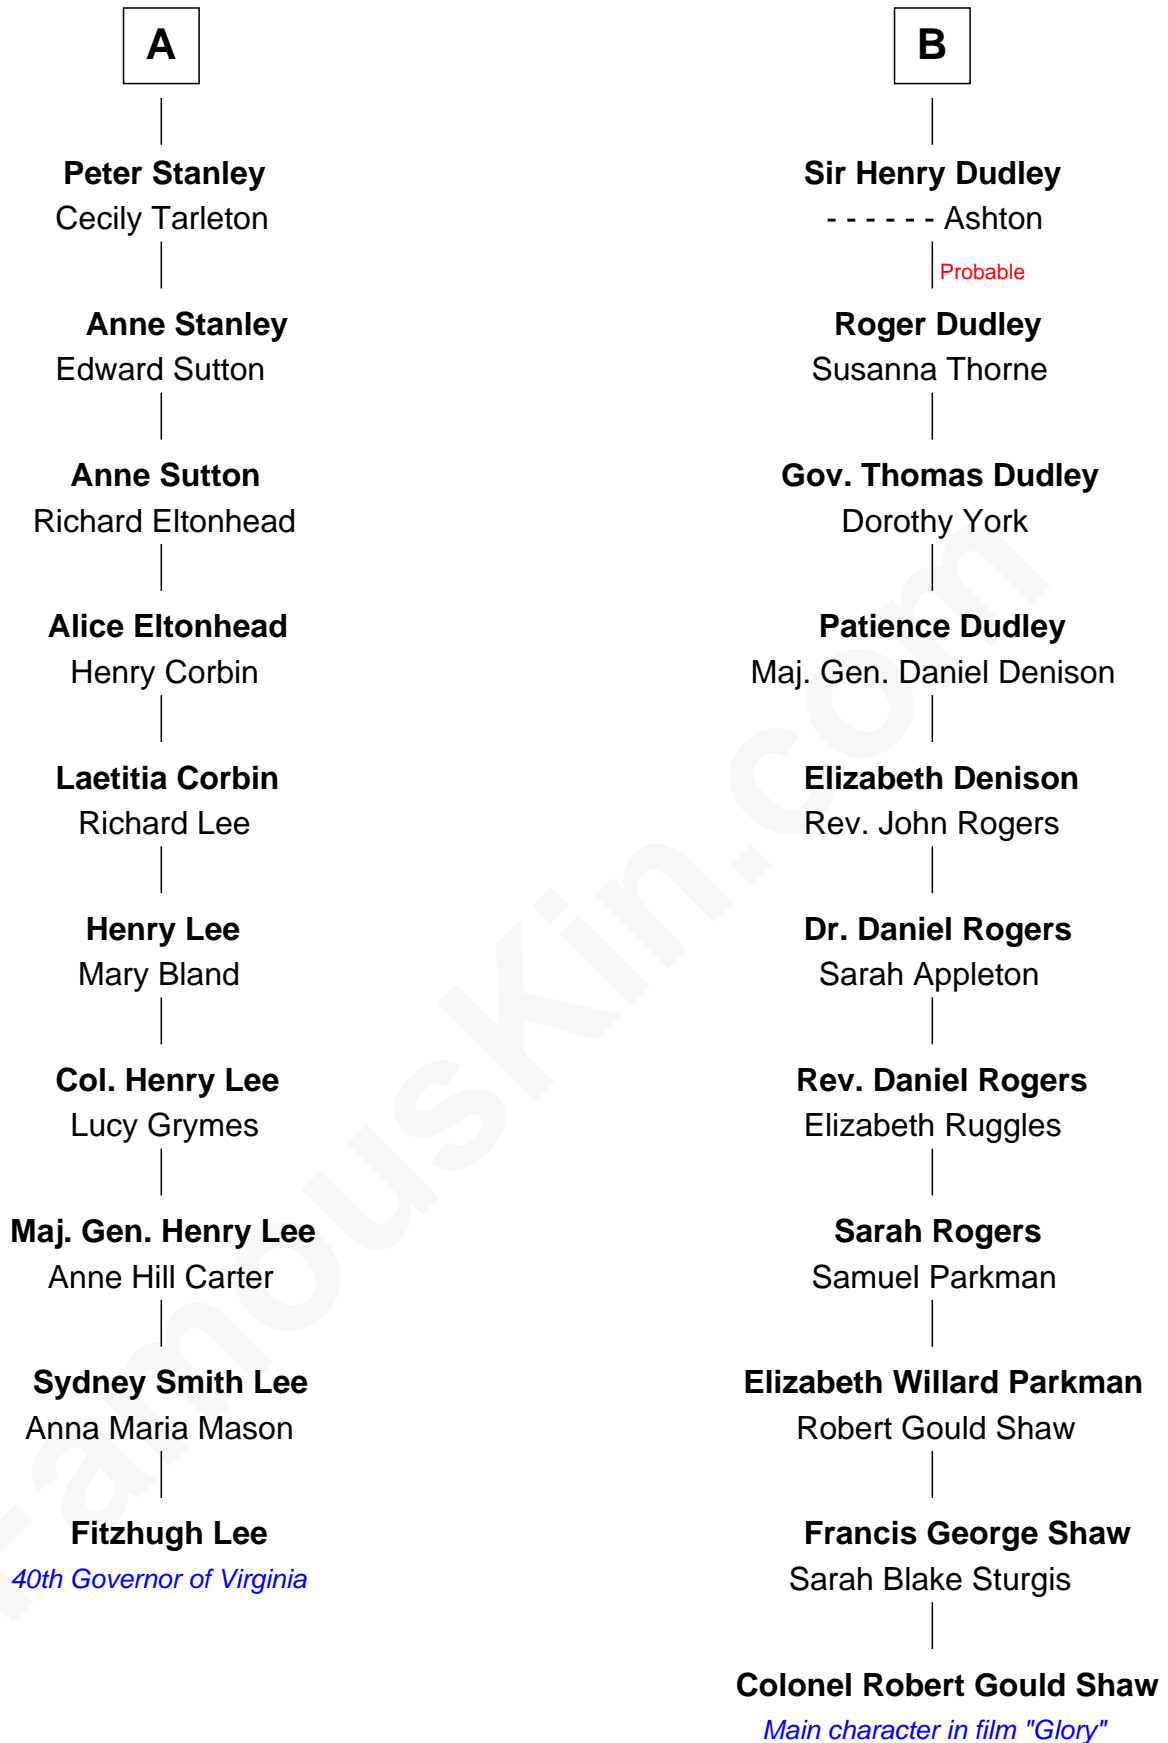 A
Peter Stanley
Cecily Tarleton
Anne Stanley
Edward Sutton
Anne Sutton
Richard Eltonhead
Alice Eltonhead
Henry Corbin
Laetitia Corbin
Richard Lee
Henry Lee
Mary Bland
Col. Henry Lee
Lucy Grymes
Maj. Gen. Henry Lee
Anne Hill Carter
Sydney Smith Lee
Anna Maria Mason
Fitzhugh Lee
40th Governor of Virginia
B
Sir Henry Dudley
- - - - - - Ashton
Probable
Roger Dudley
Susanna Thorne
Gov. Thomas Dudley
Dorothy York
Patience Dudley
Maj. Gen. Daniel Denison
Elizabeth Denison
Rev. John Rogers
Dr. Daniel Rogers
Sarah Appleton
Rev. Daniel Rogers
Elizabeth Ruggles
Sarah Rogers
Samuel Parkman
Elizabeth Willard Parkman
Robert Gould Shaw
Francis George Shaw
Sarah Blake Sturgis
Colonel Robert Gould Shaw
Main character in film "Glory"
FamousKin.com